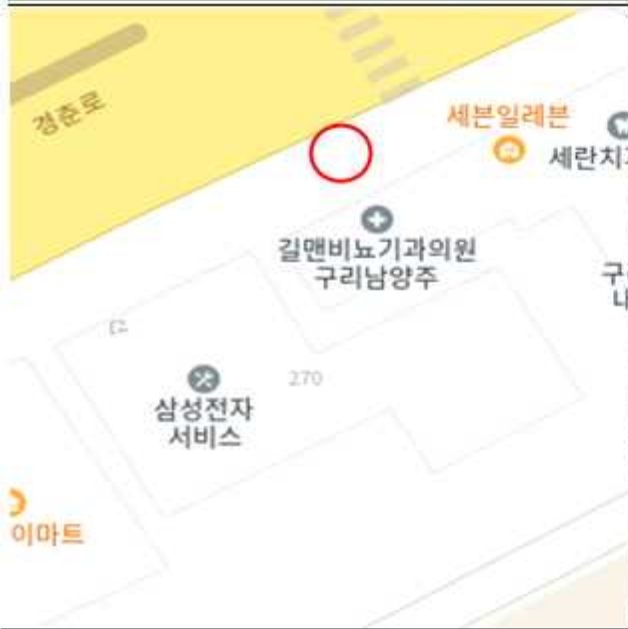 경춘로
세븐일레븐
세란치
길맨비뇨기과의원
구리남양주
270
삼성전자
서비스
이마트